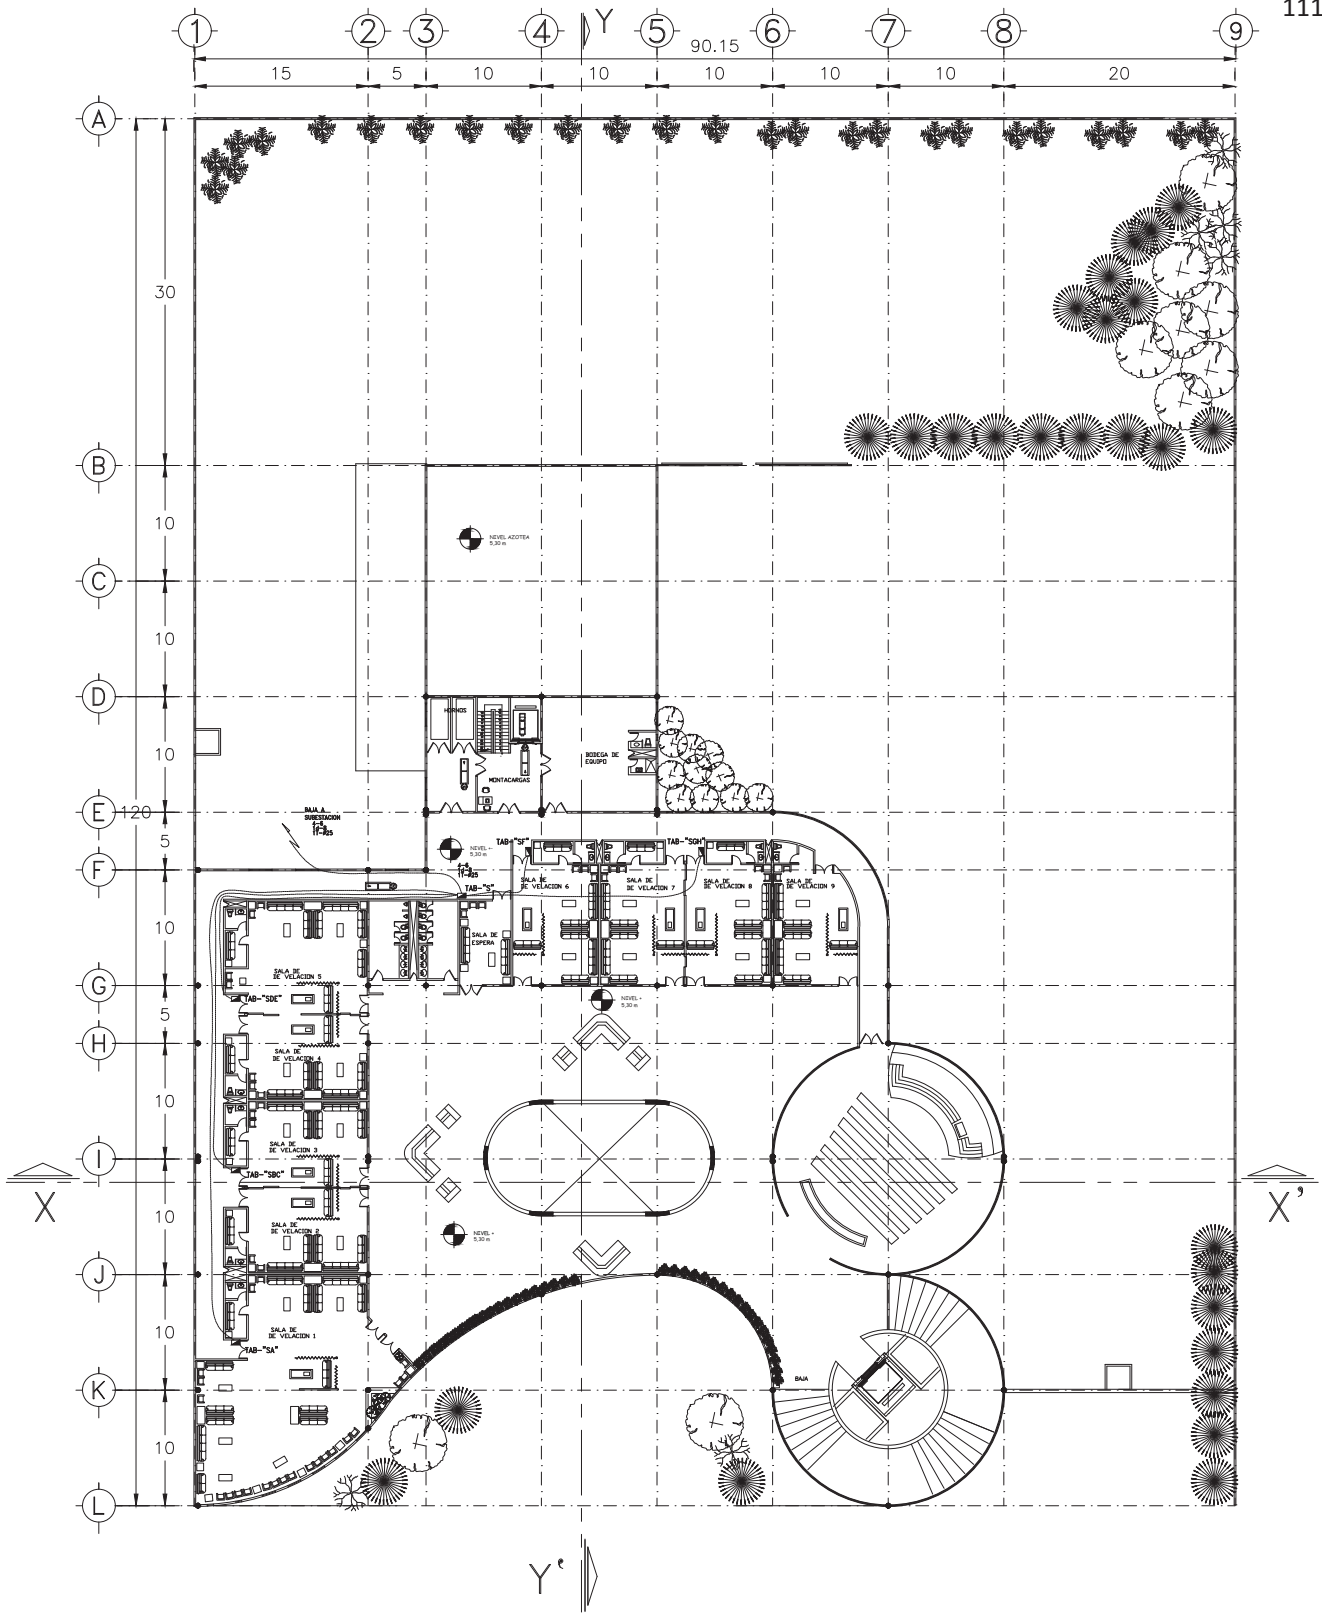 111
1 2 3 4 Y 5 6 7 8 9
90.15
15 5 10 10 10 10 10 20
A
30
B
10
NIVEL AZOTEA
5,30 m
C
10
D
HORNOS
10
BODEGA DE
EQUIPO
MONTACARGAS
E
120
BAJA A
SUBESTACION
5
TAB-"SF"
TAB-"SGH"
NIVEL +
5,30 m
F
TAB-"S"
SALA DE
DE VELACION 6
SALA DE
DE VELACION 7
SALA DE
DE VELACION 8
SALA DE
DE VELACION 9
10
SALA DE
ESPERA
SALA DE
DE VELACION 5
G
TAB-"SDE"
NIVEL +
5,30 m
5
H
SALA DE
DE VELACION 4
10
SALA DE
DE VELACION 3
I
TAB-"SBC"
X
X'
10
SALA DE
DE VELACION 2
NIVEL +
5,30 m
J
10
SALA DE
DE VELACION 1
TAB-"SA"
BAJA
K
10
L
Y'